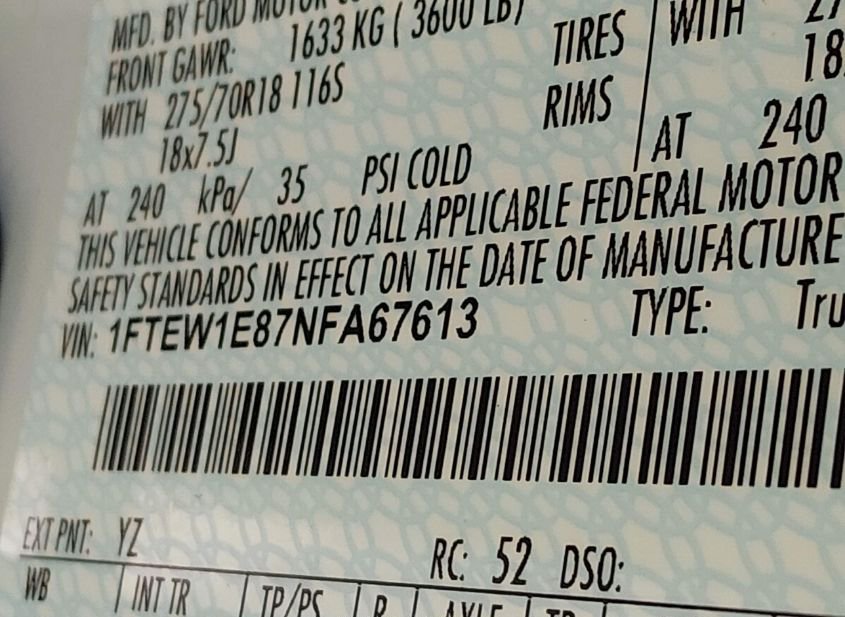 MFD. BY FORD MOTOR
FRONT GAWR: 1633 KG ( 3600 LB)
WITH 275/70R18 116S TIRES WITH
18x7.5J RIMS 18
AT 240 kPa/ 35 PSI COLD AT 240
THIS VEHICLE CONFORMS TO ALL APPLICABLE FEDERAL MOTOR
SAFETY STANDARDS IN EFFECT ON THE DATE OF MANUFACTURE
VIN: 1FTEW1E87NFA67613 TYPE: Tru
EXT PNT: YZ RC: 52 DSO:
WB INT TR TP/PS R AXLE